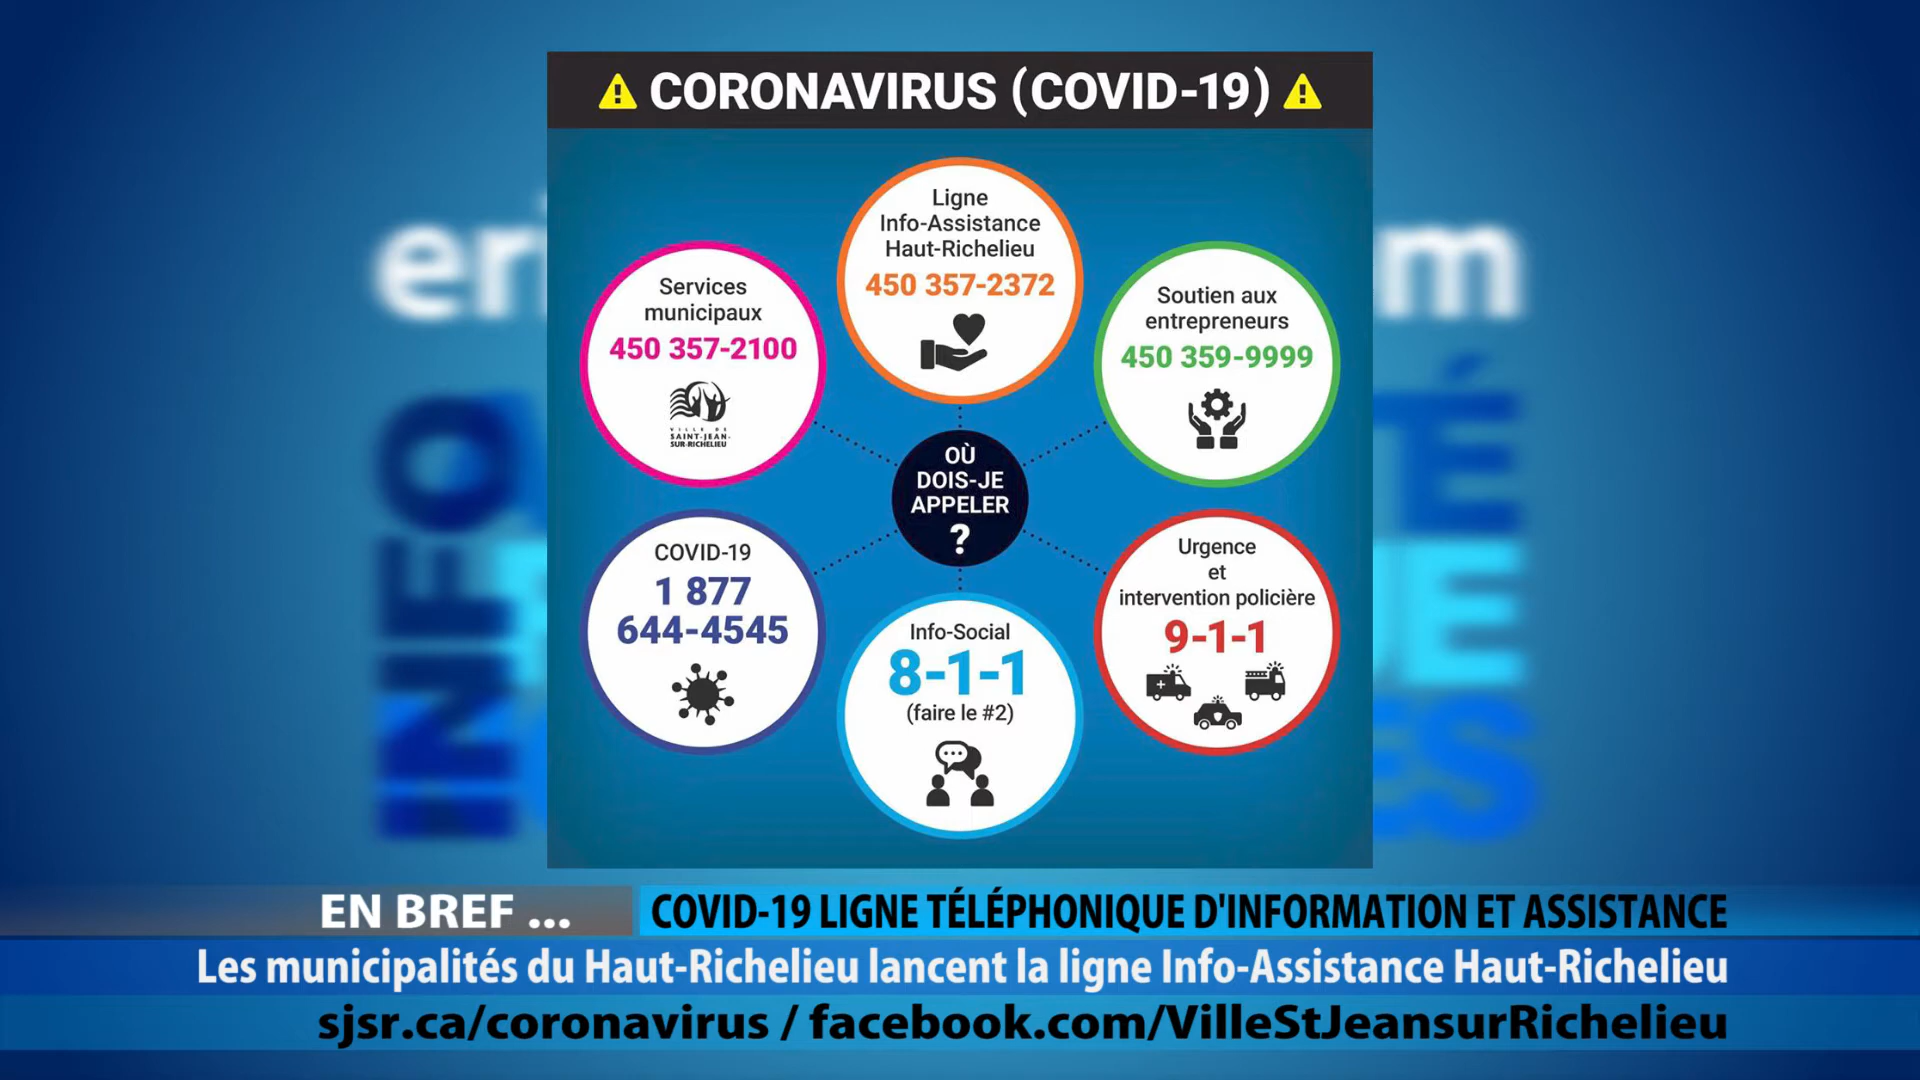 CORONAVIRUS (COVID-19)
Ligne
Info-Assistance
Haut-Richelieu
450 357-2372
Services
municipaux
450 357-2100
VILLE DE
SAINT-JEAN-
SUR-RICHELIEU
Soutien aux
entrepreneurs
450 359-9999
OÙ
DOIS-JE
APPELER
?
COVID-19
1 877
644-4545
Info-Social
8-1-1
(faire le #2)
Urgence
et
intervention policière
9-1-1
INFO
EN BREF ...
COVID-19 LIGNE TÉLÉPHONIQUE D'INFORMATION ET ASSISTANCE
Les municipalités du Haut-Richelieu lancent la ligne Info-Assistance Haut-Richelieu
sjsr.ca/coronavirus / facebook.com/VilleStJeansurRichelieu